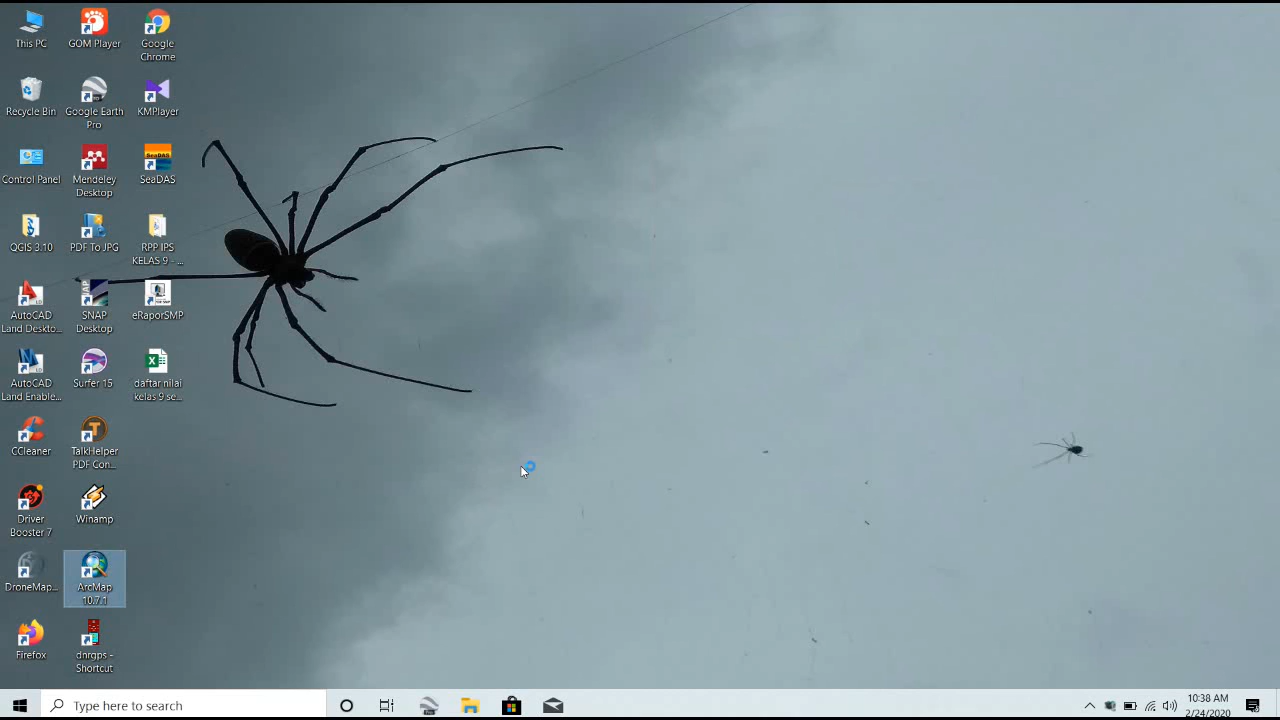 This PC
GOM Player
Google
Chrome
Recycle Bin
Google Earth
Pro
KMPlayer
Control Panel
Mendeley
Desktop
SeaDAS
SeaDAS
QGIS 3.10
PDF To JPG
RPP IPS
KELAS 9 - ...
AutoCAD
Land Deskto...
SNAP
Desktop
eRaporSMP
AutoCAD
Land Enable...
Surfer 15
daftar nilai
kelas 9 se...
CCleaner
TalkHelper
PDF Con...
Driver
Booster 7
Winamp
DroneMap...
ArcMap
10.7.1
Firefox
dnrgps -
Shortcut
Type here to search
10:38 AM
2/24/2020